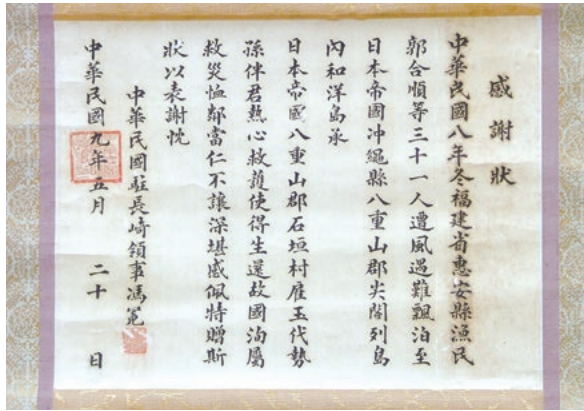 感謝狀
中華民國八年冬福建省惠安縣漁民
郭合順等三十一人遭風遇難飄泊至
日本帝國沖繩縣八重山郡尖閣列島
內和洋島承
日本帝國八重山郡石垣村雇玉代勢
孫伴君熱心救護使得生還故國洵屬
救災恤鄰當仁不讓深堪感佩特贈斯
狀以表謝忱
中華民國駐長崎領事馮冕
中華民國九年五月 二十 日